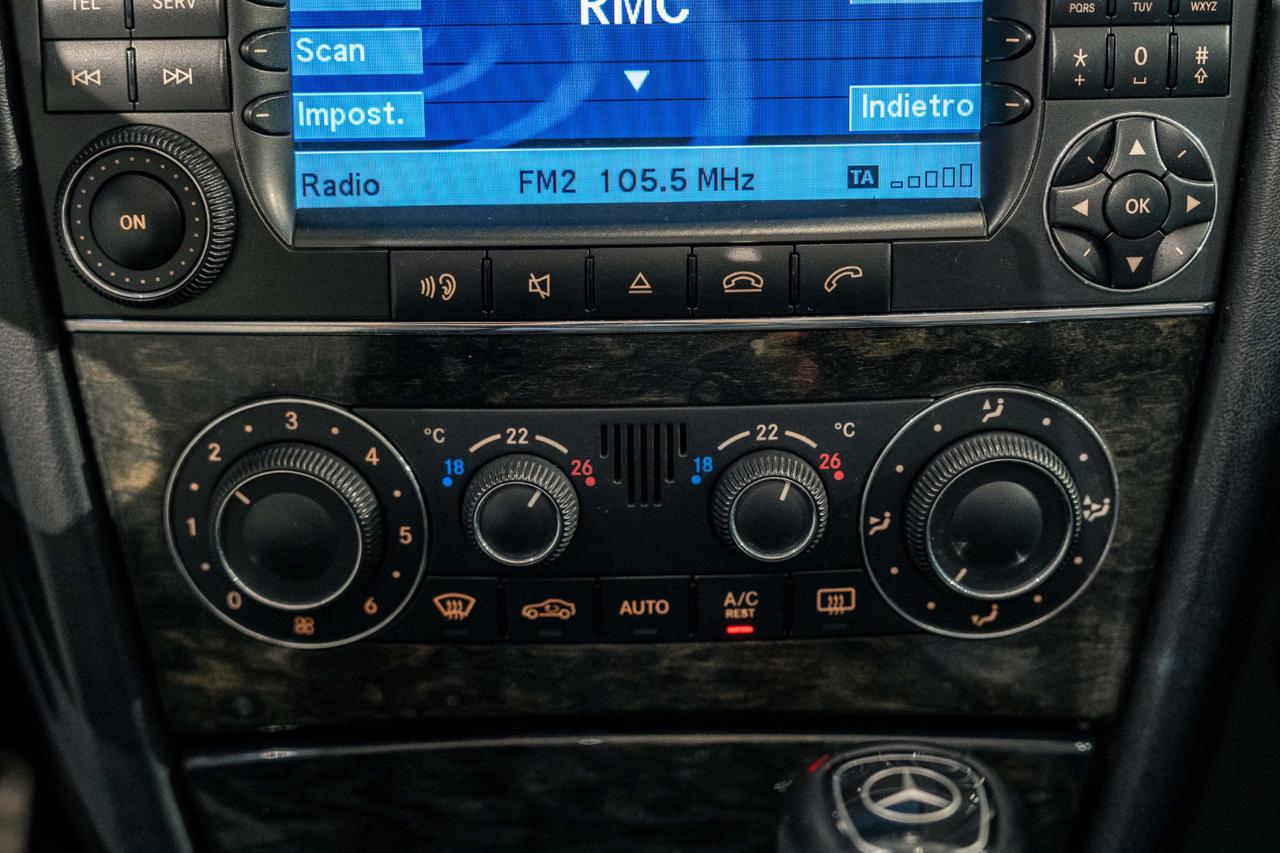 TEL SERV
RMC
PQRS TUV WXYZ
Scan
* 0 #
+
Impost.
Indietro
Radio FM2 105.5 MHz TA
ON
OK
0 1 2 3 4 5 6
°C 18 22 26
18 22 26 °C
AUTO
A/C
REST